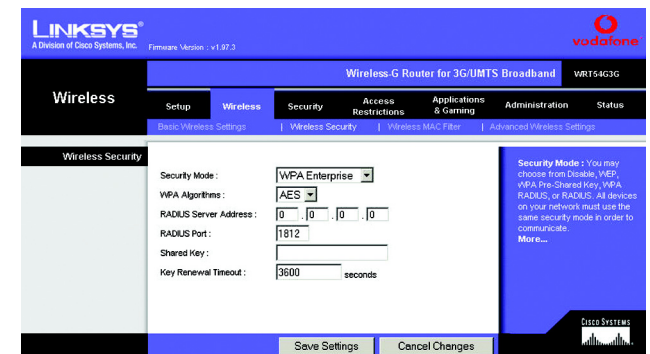 LINKSYS®
A Division of Cisco Systems, Inc.
Firmware Version : v1.97.3
vodafone
Wireless-G Router for 3G/UMTS Broadband WRT54G3G
Wireless
Setup Wireless Security Access Restrictions Applications & Gaming Administration Status
Basic Wireless Settings | Wireless Security | Wireless MAC Filter | Advanced Wireless Settings
Wireless Security
Security Mode : WPA Enterprise
WPA Algorithms : AES
RADIUS Server Address : 0 . 0 . 0 . 0
RADIUS Port : 1812
Shared Key :
Key Renewal Timeout : 3600 seconds
Security Mode : You may
choose from Disable, WEP,
WPA Pre-Shared Key, WPA
RADIUS, or RADIUS. All devices
on your network must use the
same security mode in order to
communicate.
More...
Save Settings Cancel Changes
CISCO SYSTEMS